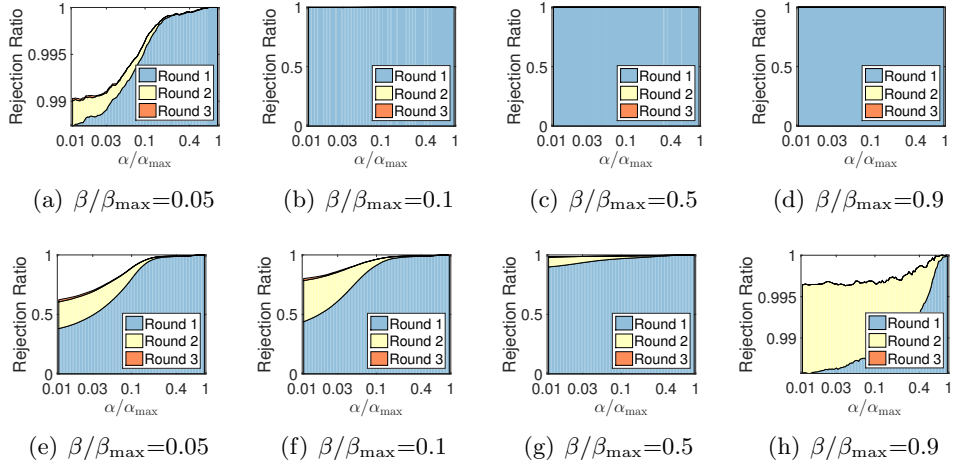 Rejection Ratio
1
0.995
0.99
Round 1
Round 2
Round 3
0.01 0.03 0.1 0.4 1
α/αmax
(a) β/βmax=0.05
Rejection Ratio
1
0.5
0
Round 1
Round 2
Round 3
0.01 0.03 0.1 0.4 1
α/αmax
(b) β/βmax=0.1
Rejection Ratio
1
0.5
0
Round 1
Round 2
Round 3
0.01 0.03 0.1 0.4 1
α/αmax
(c) β/βmax=0.5
Rejection Ratio
1
0.5
0
Round 1
Round 2
Round 3
0.01 0.03 0.1 0.4 1
α/αmax
(d) β/βmax=0.9
Rejection Ratio
1
0.5
0
Round 1
Round 2
Round 3
0.01 0.03 0.1 0.4 1
α/αmax
(e) β/βmax=0.05
Rejection Ratio
1
0.5
0
Round 1
Round 2
Round 3
0.01 0.03 0.1 0.4 1
α/αmax
(f) β/βmax=0.1
Rejection Ratio
1
0.5
0
Round 1
Round 2
Round 3
0.01 0.03 0.1 0.4 1
α/αmax
(g) β/βmax=0.5
Rejection Ratio
1
0.995
0.99
Round 1
Round 2
Round 3
0.01 0.03 0.1 0.4 1
α/αmax
(h) β/βmax=0.9